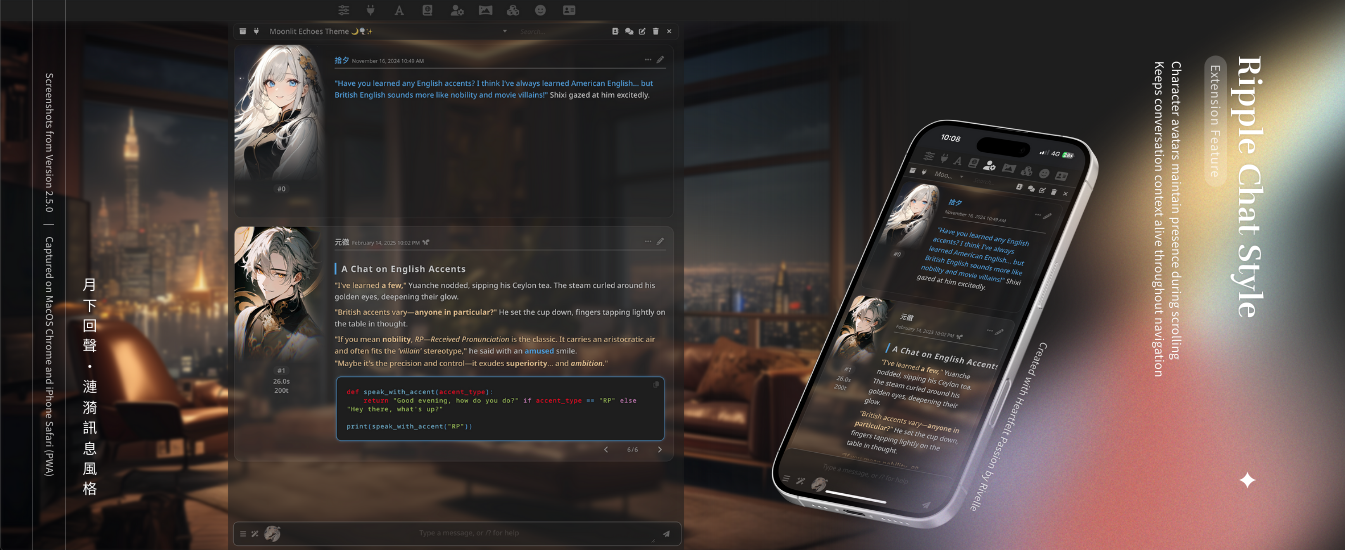 Screenshots from Version 2.5.0 | Captured on MacOS Chrome and iPhone Safari (PWA)
月下回聲・漣漪訊息風格
Moonlit Echoes Theme 🌙🌪️✨
拾夕 November 16, 2024 10:49 AM
"Have you learned any English accents? I think I've always learned American English... but
British English sounds more like nobility and movie villains!" Shixi gazed at him excitedly.
#0
元徹 February 14, 2025 10:02 PM
A Chat on English Accents
"I've learned a few," Yuanche nodded, sipping his Ceylon tea. The steam curled around his
golden eyes, deepening their glow.
"British accents vary—anyone in particular?" He set the cup down, fingers tapping lightly on
the table in thought.
"If you mean nobility, RP—Received Pronunciation is the classic. It carries an aristocratic air
and often fits the 'villain' stereotype," he said with an amused smile.
"Maybe it's the precision and control—it exudes superiority... and ambition."
#1
26.0s
200t
def speak_with_accent(accent_type):
return "Good evening, how do you do?" if accent_type == "RP" else
"Hey there, what's up?"
print(speak_with_accent("RP"))
6/6
Type a message, or /? for help
10:08
4G
Moo...
拾夕
November 16, 2024 10:49 AM
"Have you learned any English
accents? I think I've always
learned American English... but
British English sounds more like
nobility and movie villains!" Shixi
gazed at him excitedly.
#0
元徹
February 14, 2025 10:02 PM
A Chat on English Accents
"I've learned a few," Yuanche
nodded, sipping his Ceylon tea.
The steam curled around his
golden eyes, deepening their
glow.
"British accents vary—anyone in
particular?" He set the cup down,
fingers tapping lightly on the
table in thought.
#1
26.0s
200t
Type a message, or /? for help
Created with Heartfelt Passion by Rivelle
Ripple Chat Style
Extension Feature
Character avatars maintain presence during scrolling
Keeps conversation context alive throughout navigation